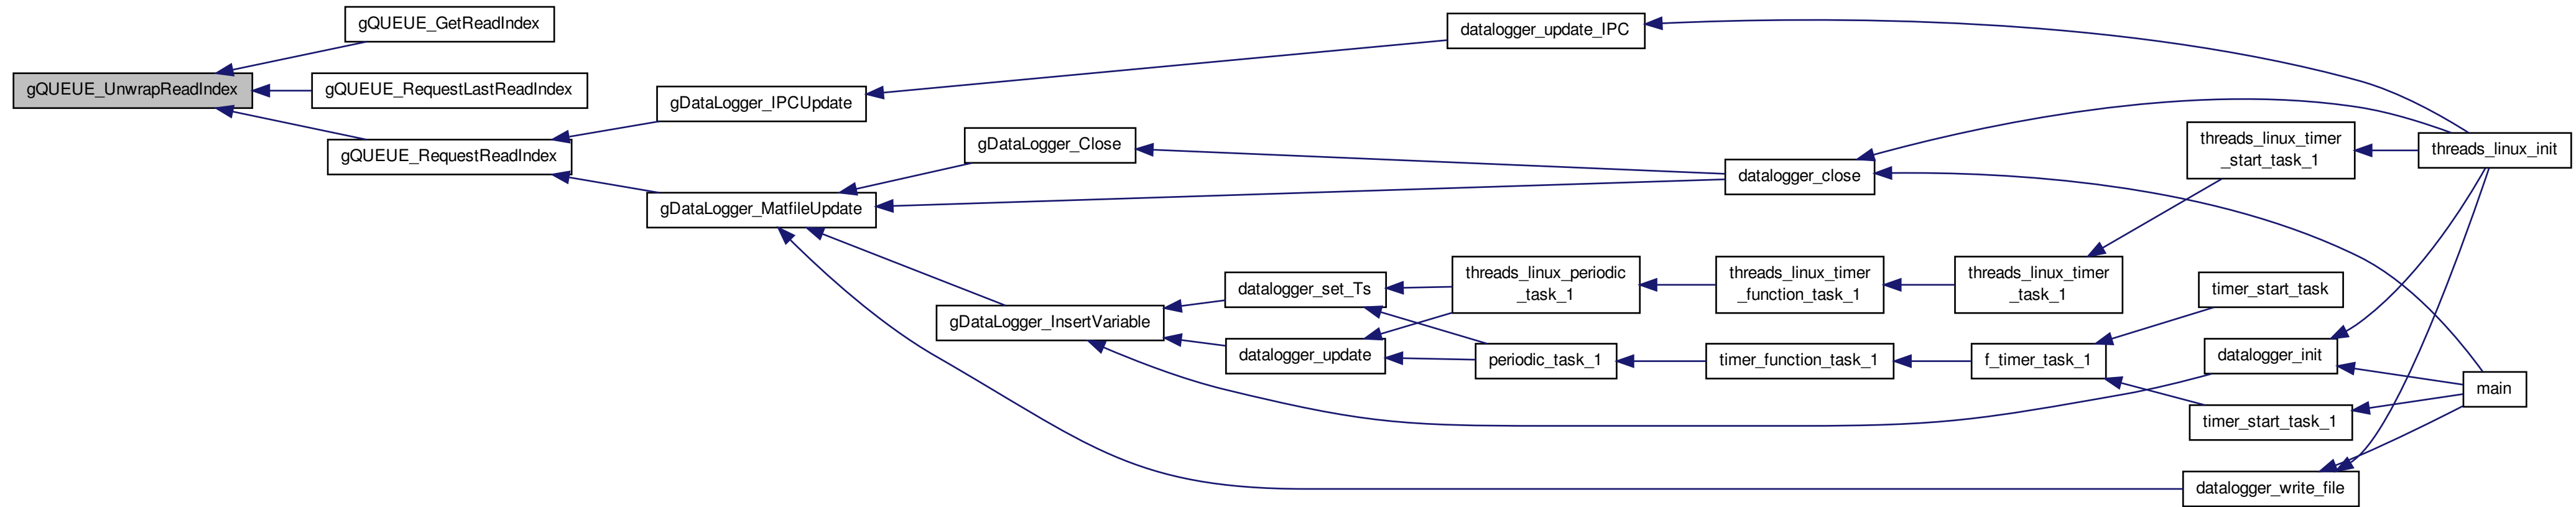 gQUEUE_UnwrapReadIndex
gQUEUE_GetReadIndex
gQUEUE_RequestLastReadIndex
gQUEUE_RequestReadIndex
gDataLogger_IPCUpdate
gDataLogger_MatfileUpdate
gDataLogger_Close
gDataLogger_InsertVariable
datalogger_set_Ts
datalogger_update
datalogger_update_IPC
threads_linux_periodic
_task_1
periodic_task_1
datalogger_close
threads_linux_timer
_function_task_1
timer_function_task_1
threads_linux_timer
_task_1
f_timer_task_1
threads_linux_timer
_start_task_1
timer_start_task
datalogger_init
timer_start_task_1
datalogger_write_file
threads_linux_init
main